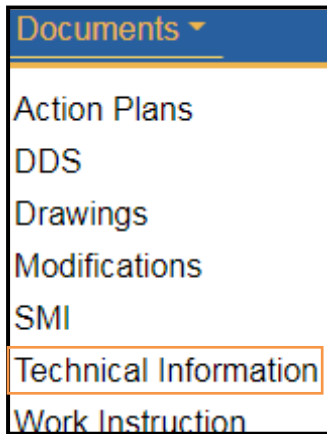 Documents
Action Plans
DDS
Drawings
Modifications
SMI
Technical Information
Work Instruction